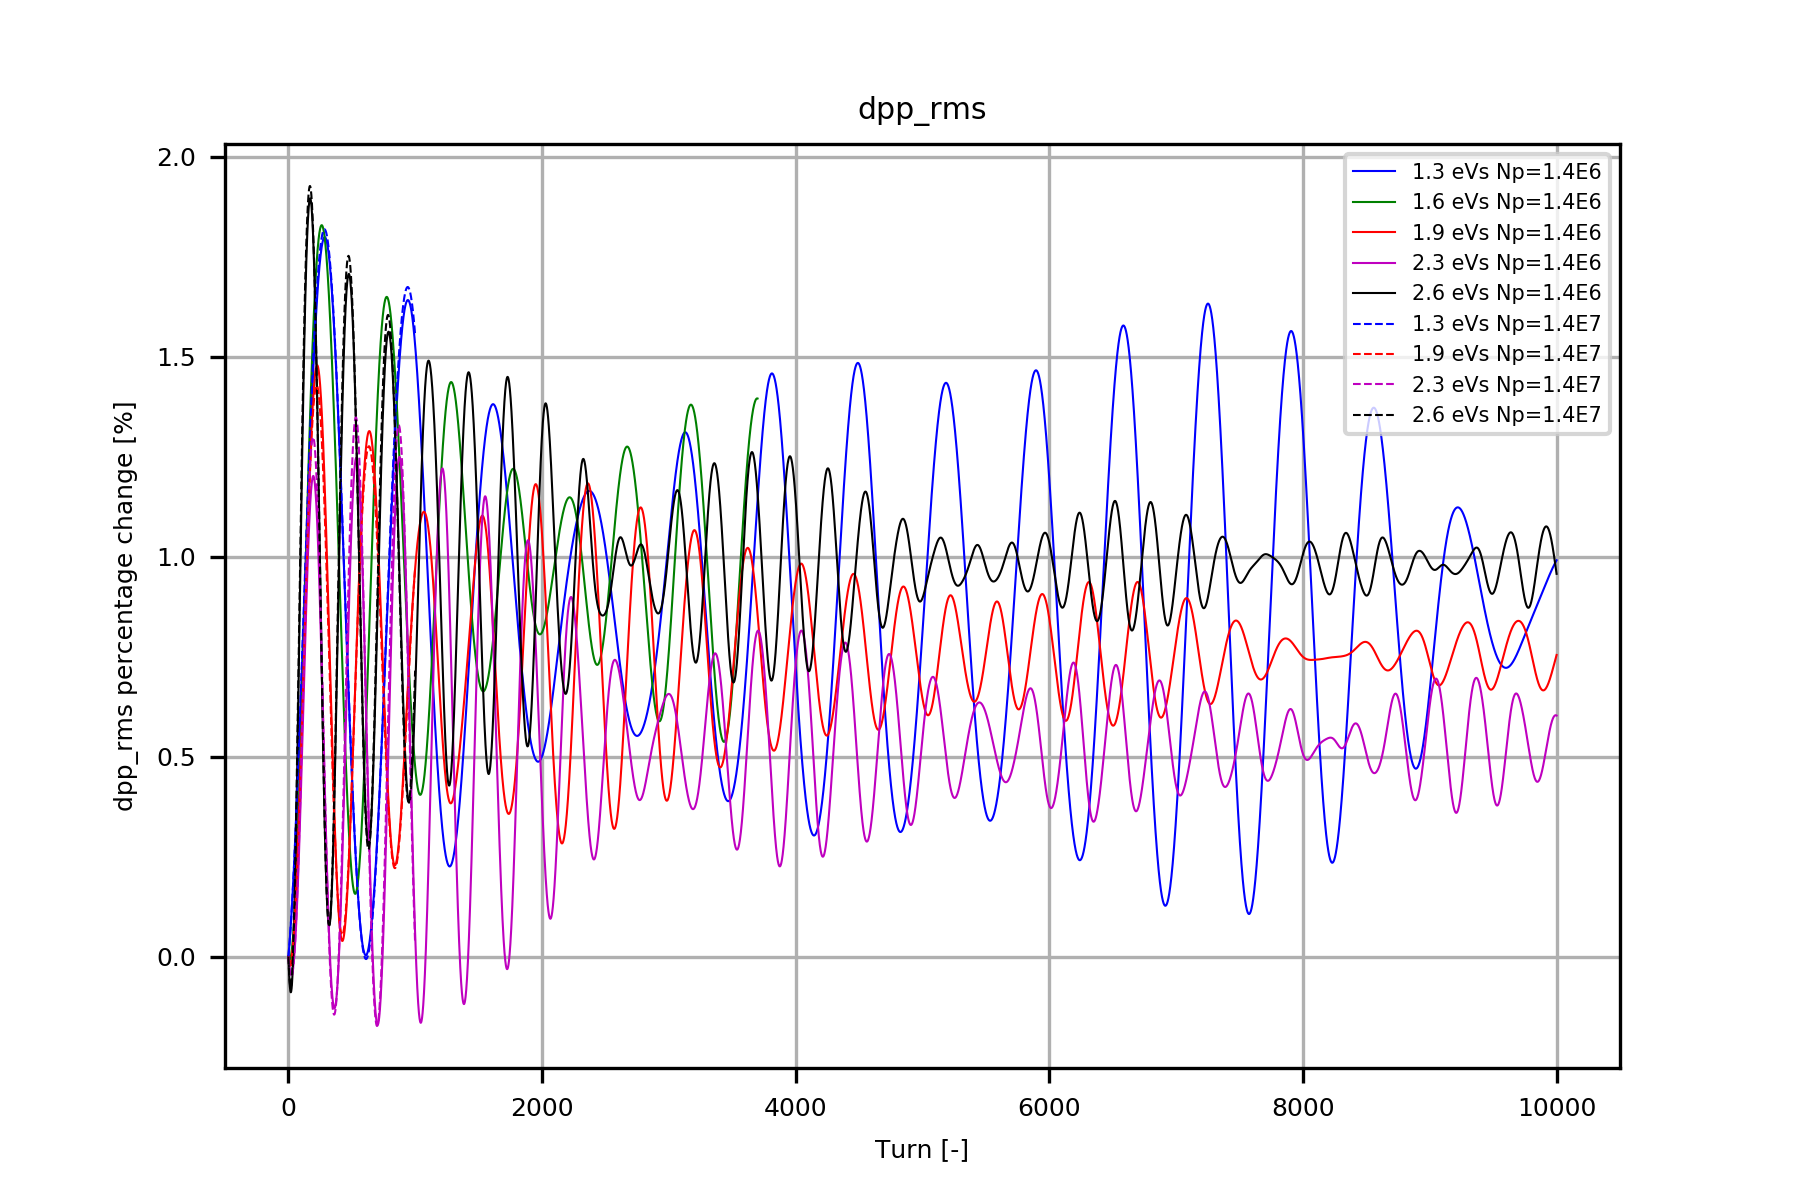 dpp_rms
2.0
1.5
1.0
0.5
0.0
dpp_rms percentage change [%]
1.3 eVs Np=1.4E6
1.6 eVs Np=1.4E6
1.9 eVs Np=1.4E6
2.3 eVs Np=1.4E6
2.6 eVs Np=1.4E6
1.3 eVs Np=1.4E7
1.9 eVs Np=1.4E7
2.3 eVs Np=1.4E7
2.6 eVs Np=1.4E7
0 2000 4000 6000 8000 10000
Turn [-]